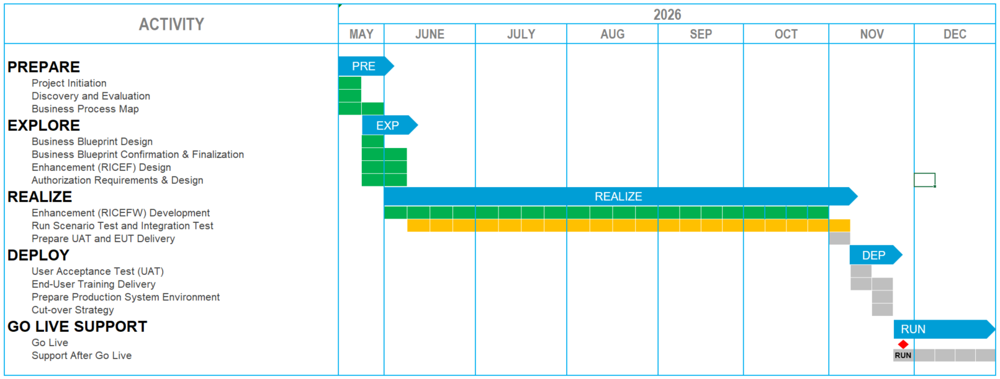 ACTIVITY
2026
MAY JUNE JULY AUG SEP OCT NOV DEC
PREPARE PRE
Project Initiation
Discovery and Evaluation
Business Process Map
EXPLORE EXP
Business Blueprint Design
Business Blueprint Confirmation & Finalization
Enhancement (RICEF) Design
Authorization Requirements & Design
REALIZE REALIZE
Enhancement (RICEFW) Development
Run Scenario Test and Integration Test
Prepare UAT and EUT Delivery
DEPLOY DEP
User Acceptance Test (UAT)
End-User Training Delivery
Prepare Production System Environment
Cut-over Strategy
GO LIVE SUPPORT RUN
Go Live
Support After Go Live RUN